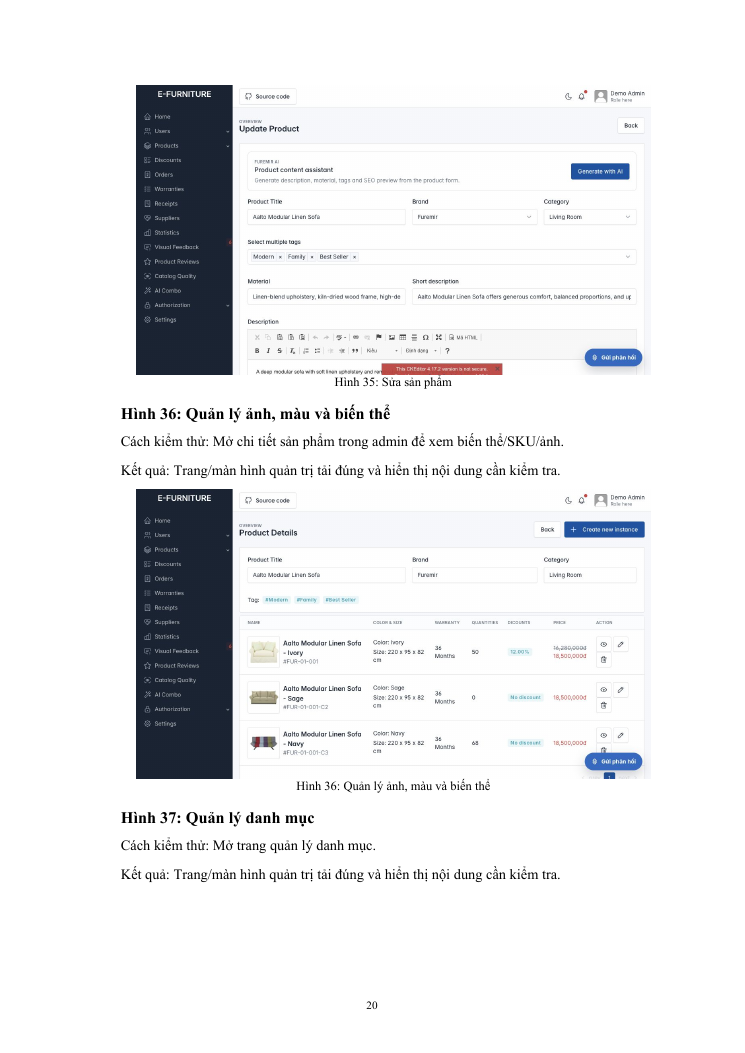 E-FURNITURE
Source code
Demo Admin
Role here
Home
Users
Products
Discounts
Orders
Warranties
Receipts
Suppliers
Statistics
Visual Feedback
Product Reviews
Catalog Quality
AI Combo
Authorization
Settings
OVERVIEW
Update Product
Back
FUREMIR AI
Product content assistant
Generate description, material, tags and SEO preview from the product form.
Generate with AI
Product Title
Brand
Category
Aalto Modular Linen Sofa
Furemir
Living Room
Select multiple tags
Modern × Family × Best Seller ×
Material
Short description
Linen-blend upholstery, kiln-dried wood frame, high-de
Aalto Modular Linen Sofa offers generous comfort, balanced proportions, and up
Description
Mã HTML
B I S
Kiểu
Định dạng
?
A deep modular sofa with soft linen upholstery and
This CKEditor 4.17.2 version is not secure.
Gửi phản hồi
Hình 35: Sửa sản phẩm
Hình 36: Quản lý ảnh, màu và biến thể
Cách kiểm thử: Mở chi tiết sản phẩm trong admin để xem biến thể/SKU/ảnh.
Kết quả: Trang/màn hình quản trị tải đúng và hiển thị nội dung cần kiểm tra.
E-FURNITURE
Source code
Demo Admin
Role here
Home
Users
Products
Discounts
Orders
Warranties
Receipts
Suppliers
Statistics
Visual Feedback
Product Reviews
Catalog Quality
AI Combo
Authorization
Settings
OVERVIEW
Product Details
Back
+ Create new instance
Product Title
Brand
Category
Aalto Modular Linen Sofa
Furemir
Living Room
Tag: #Modern #Family #Best Seller
NAME COLOR & SIZE WARRANTY QUANTITIES DICOUNTS PRICE ACTION
Aalto Modular Linen Sofa
- Ivory
#FUR-01-001
Color: Ivory
Size: 220 x 95 x 82
cm
36
Months
50
12.00%
16,280,000đ
18,500,000đ
Aalto Modular Linen Sofa
- Sage
#FUR-01-001-C2
Color: Sage
Size: 220 x 95 x 82
cm
36
Months
0
No discount
18,500,000đ
Aalto Modular Linen Sofa
- Navy
#FUR-01-001-C3
Color: Navy
Size: 220 x 95 x 82
cm
36
Months
68
No discount
18,500,000đ
Gửi phản hồi
1
Hình 36: Quản lý ảnh, màu và biến thể
Hình 37: Quản lý danh mục
Cách kiểm thử: Mở trang quản lý danh mục.
Kết quả: Trang/màn hình quản trị tải đúng và hiển thị nội dung cần kiểm tra.
20